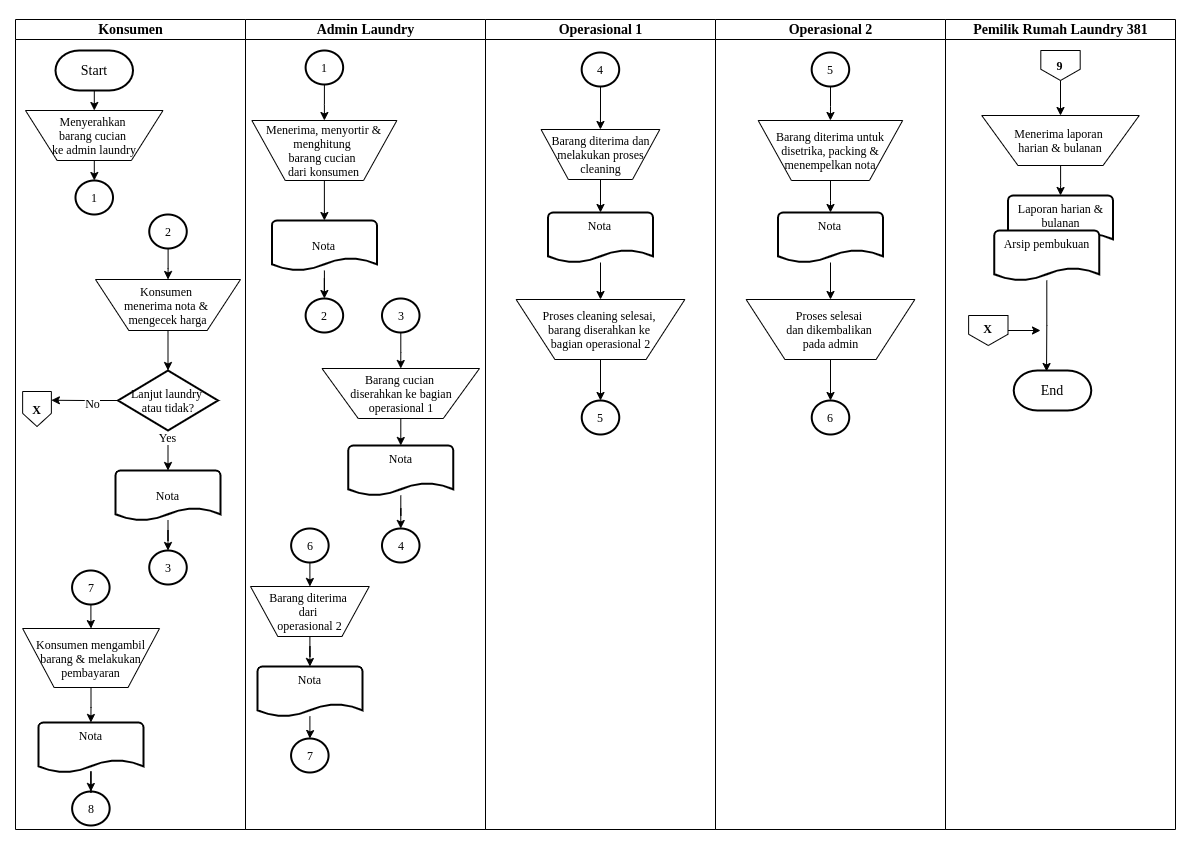 Konsumen
Start
Menyerahkan
barang cucian
ke admin laundry
1
2
Konsumen
menerima nota &
mengecek harga
Lanjut laundry
atau tidak?
No
X
Yes
Nota
3
7
Konsumen mengambil
barang & melakukan
pembayaran
Nota
8
Admin Laundry
1
Menerima, menyortir &
menghitung
barang cucian
dari konsumen
Nota
2
3
Barang cucian
diserahkan ke bagian
operasional 1
Nota
4
6
Barang diterima
dari
operasional 2
Nota
7
Operasional 1
4
Barang diterima dan
melakukan proses
cleaning
Nota
Proses cleaning selesai,
barang diserahkan ke
bagian operasional 2
5
Operasional 2
5
Barang diterima untuk
disetrika, packing &
menempelkan nota
Nota
Proses selesai
dan dikembalikan
pada admin
6
Pemilik Rumah Laundry 381
9
Menerima laporan
harian & bulanan
Laporan harian &
bulanan
Arsip pembukuan
X
End